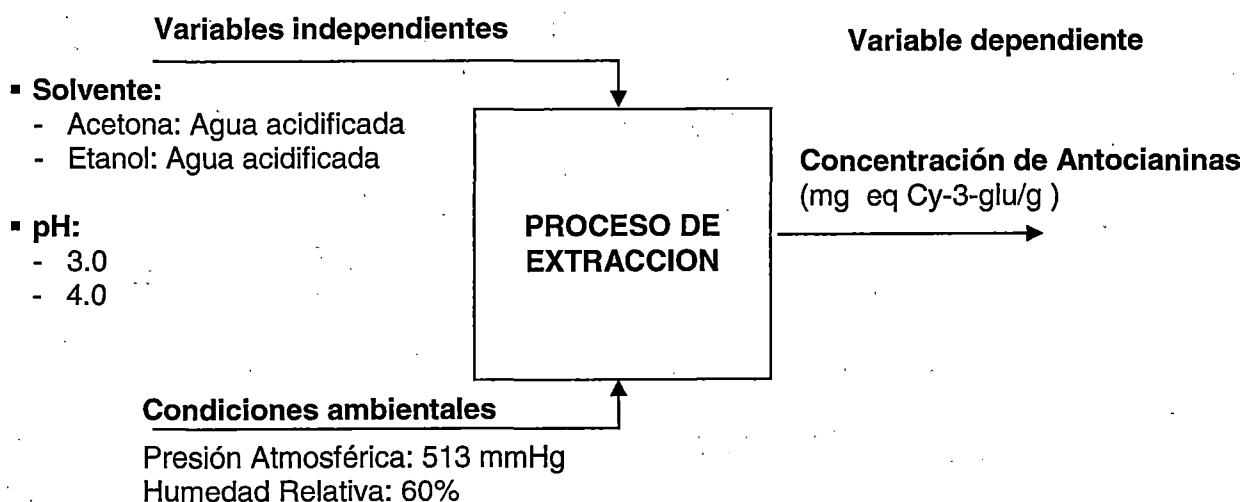 Variables independientes
Variable dependiente
▪ Solvente:
- Acetona: Agua acidificada
- Etanol: Agua acidificada
▪ pH:
- 3.0
- 4.0
PROCESO DE
EXTRACCION
Concentración de Antocianinas
(mg eq Cy-3-glu/g )
Condiciones ambientales
Presión Atmosférica: 513 mmHg
Humedad Relativa: 60%